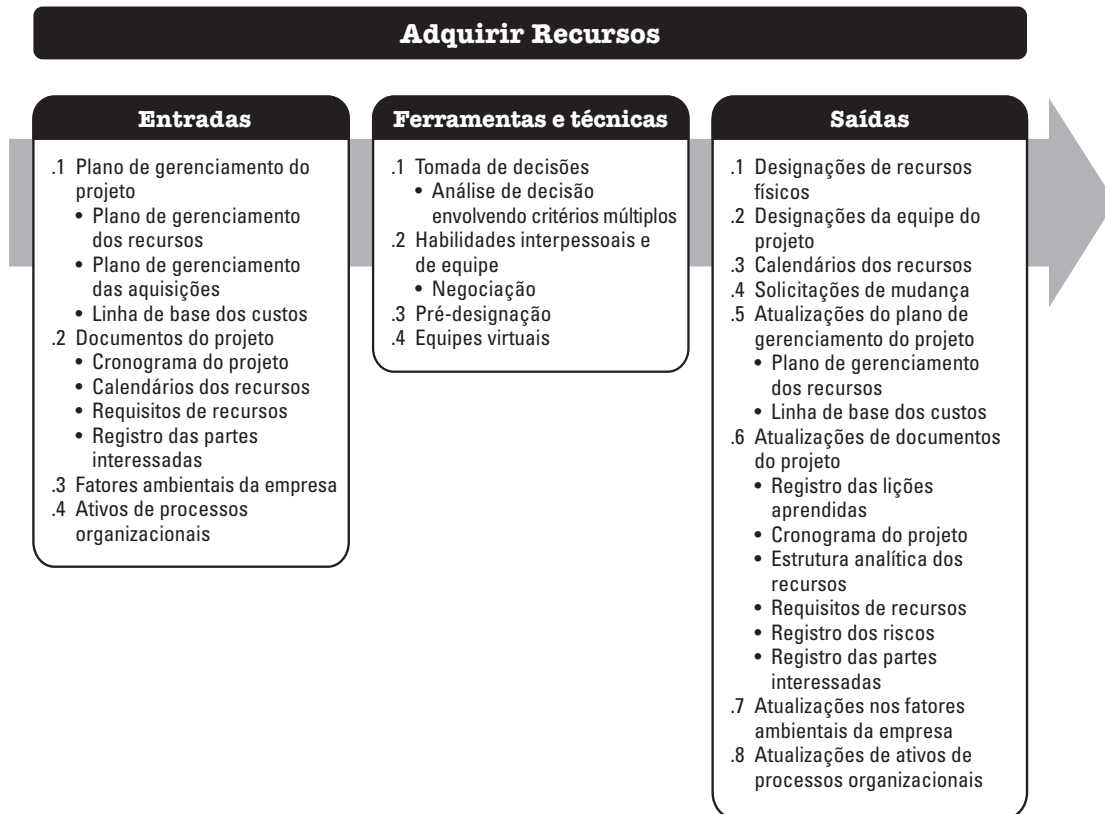 Adquirir Recursos
Entradas
.1 Plano de gerenciamento do
projeto
• Plano de gerenciamento
dos recursos
• Plano de gerenciamento
das aquisições
• Linha de base dos custos
.2 Documentos do projeto
• Cronograma do projeto
• Calendários dos recursos
• Requisitos de recursos
• Registro das partes
interessadas
.3 Fatores ambientais da empresa
.4 Ativos de processos
organizacionais
Ferramentas e técnicas
.1 Tomada de decisões
• Análise de decisão
envolvendo critérios múltiplos
.2 Habilidades interpessoais e
de equipe
• Negociação
.3 Pré-designação
.4 Equipes virtuais
Saídas
.1 Designações de recursos
físicos
.2 Designações da equipe do
projeto
.3 Calendários dos recursos
.4 Solicitações de mudança
.5 Atualizações do plano de
gerenciamento do projeto
• Plano de gerenciamento
dos recursos
• Linha de base dos custos
.6 Atualizações de documentos
do projeto
• Registro das lições
aprendidas
• Cronograma do projeto
• Estrutura analítica dos
recursos
• Requisitos de recursos
• Registro dos riscos
• Registro das partes
interessadas
.7 Atualizações nos fatores
ambientais da empresa
.8 Atualizações de ativos de
processos organizacionais